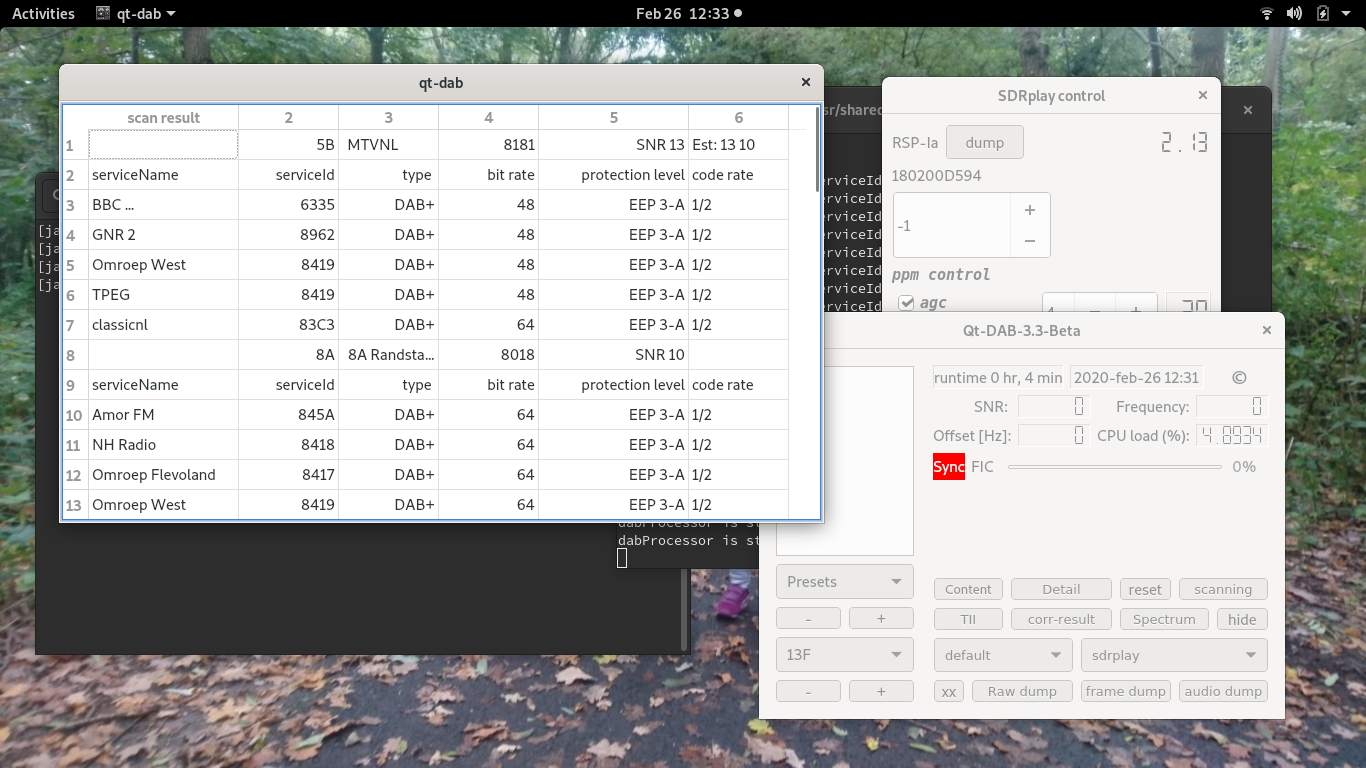 Activities qt-dab Feb 26 12:33
qt-dab
scan result 2 3 4 5 6
1 5B MTVNL 8181 SNR 13 Est: 13 10
2 serviceName serviceId type bit rate protection level code rate
3 BBC ... 6335 DAB+ 48 EEP 3-A 1/2
4 GNR 2 8962 DAB+ 48 EEP 3-A 1/2
5 Omroep West 8419 DAB+ 48 EEP 3-A 1/2
6 TPEG 8419 DAB+ 48 EEP 3-A 1/2
7 classicnl 83C3 DAB+ 64 EEP 3-A 1/2
8 8A 8A Randsta... 8018 SNR 10
9 serviceName serviceId type bit rate protection level code rate
10 Amor FM 845A DAB+ 64 EEP 3-A 1/2
11 NH Radio 8418 DAB+ 64 EEP 3-A 1/2
12 Omroep Flevoland 8417 DAB+ 64 EEP 3-A 1/2
13 Omroep West 8419 DAB+ 64 EEP 3-A 1/2
[ja
[ja
[ja
[ja
sr/shared
erviceId
erviceId
erviceId
erviceId
erviceId
erviceId
erviceId
erviceId
dabProcessor is st
dabProcessor is st
SDRplay control
RSP-Ia dump 2.13
180200D594
-1 + −
ppm control
agc
Qt-DAB-3.3-Beta
runtime 0 hr, 4 min 2020-feb-26 12:31 ©
SNR: 0 Frequency: 0
Offset [Hz]: 0 CPU load (%): 4.8934
Sync FIC 0%
Presets Content Detail reset scanning
- + TII corr-result Spectrum hide
13F default sdrplay
- + xx Raw dump frame dump audio dump